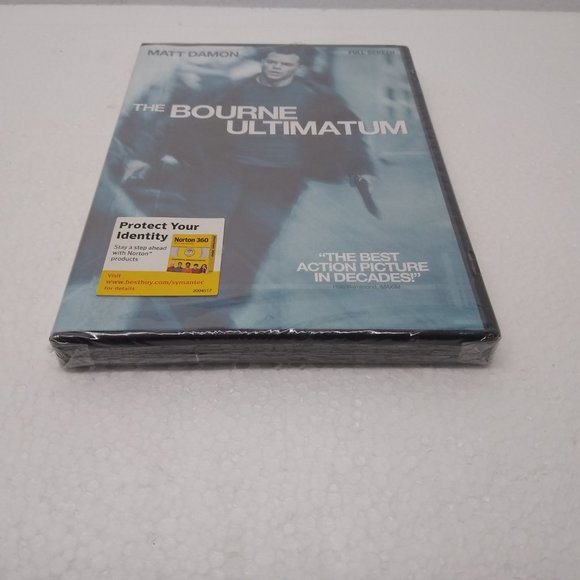 MATT DAMON
FULL SCREEN
THE BOURNE
ULTIMATUM
Protect Your
Identity
Stay a step ahead
with Norton™
products
Norton 360
Visit
www.bestbuy.com/symantec
for details
"THE BEST
ACTION PICTURE
IN DECADES!"